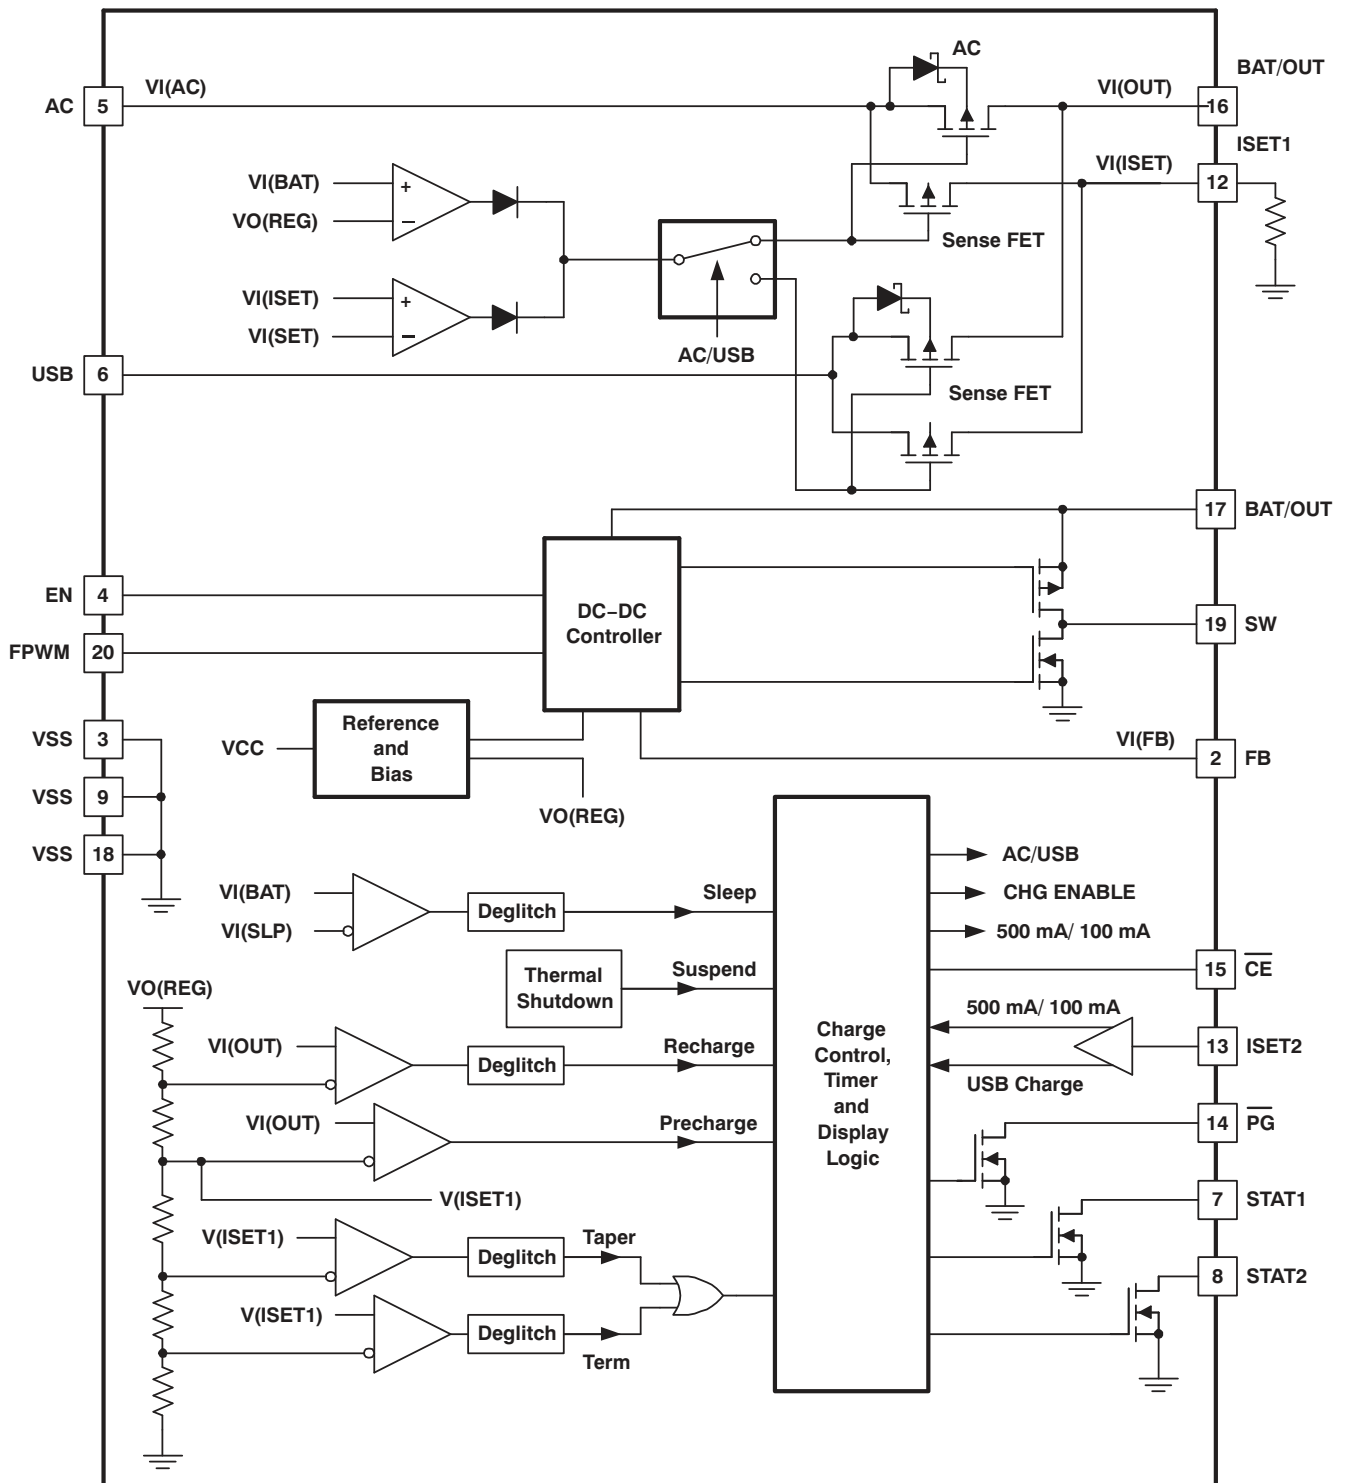 AC
BAT/OUT
VI(AC)
VI(OUT)
AC
5
16
ISET1
VI(ISET)
12
VI(BAT)
+
VO(REG)
−
Sense FET
VI(ISET)
+
VI(SET)
−
AC/USB
USB
6
Sense FET
17
BAT/OUT
EN
4
DC−DC
Controller
19
SW
FPWM
20
VSS
3
Reference
and
Bias
VCC
VI(FB)
2
FB
VSS
9
VO(REG)
VSS
18
AC/USB
VI(BAT)
Sleep
CHG ENABLE
Deglitch
VI(SLP)
500 mA/ 100 mA
Thermal
Shutdown
Suspend
15
CE
VO(REG)
500 mA/ 100 mA
Charge
Control,
Timer
and
Display
Logic
VI(OUT)
Recharge
13
ISET2
Deglitch
USB Charge
VI(OUT)
Precharge
14
PG
V(ISET1)
7
STAT1
V(ISET1)
Taper
Deglitch
8
STAT2
V(ISET1)
Deglitch
Term